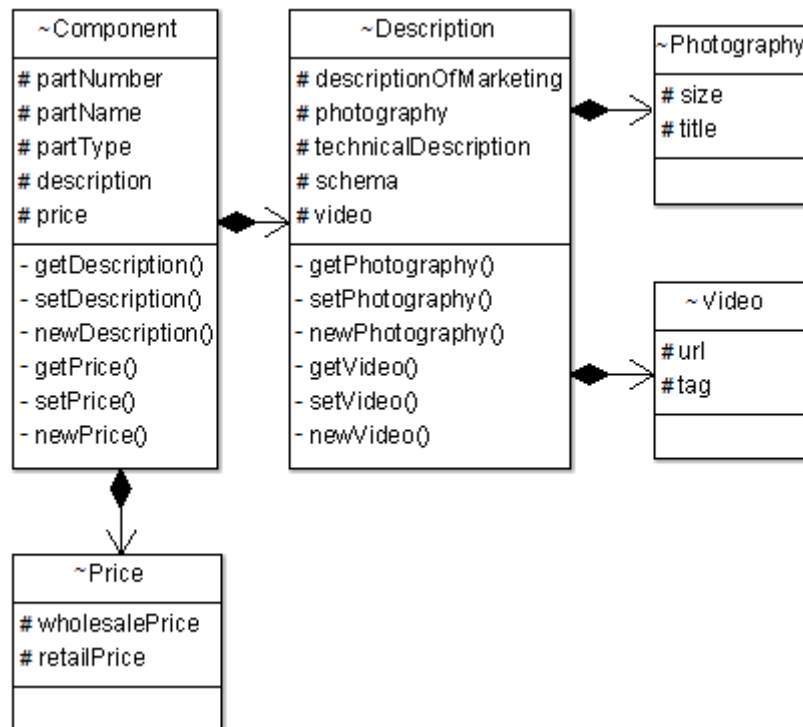 ~Component
# partNumber
# partName
# partType
# description
# price
- getDescription()
- setDescription()
- newDescription()
- getPrice()
- setPrice()
- newPrice()
~Description
# descriptionOfMarketing
# photography
# technicalDescription
# schema
# video
- getPhotography()
- setPhotography()
- newPhotography()
- getVideo()
- setVideo()
- newVideo()
~Photography
# size
# title
~Video
# url
# tag
~Price
# wholesalePrice
# retailPrice